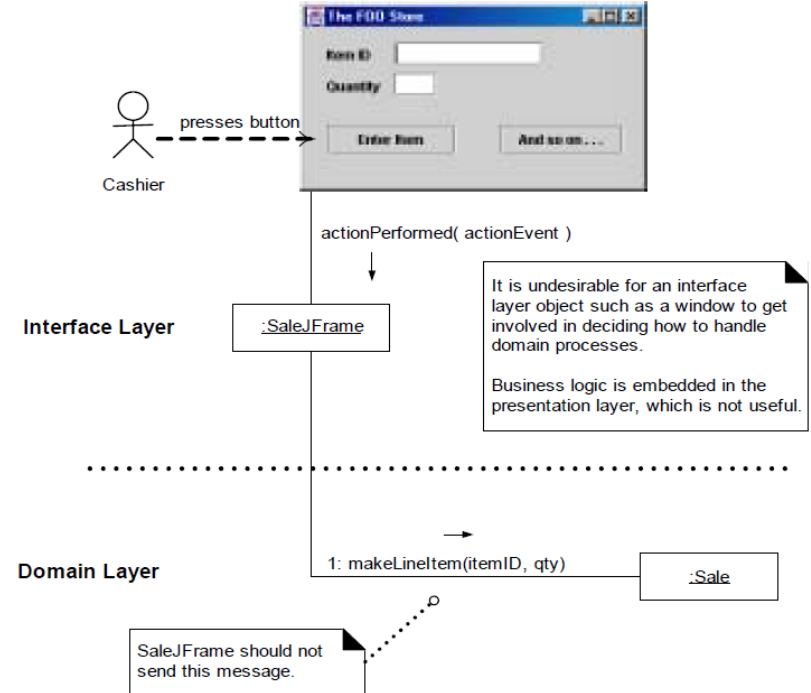 The FOO Store
Item ID
Quantity
presses button
Enter Item
And so on . . .
Cashier
actionPerformed( actionEvent )
It is undesirable for an interface
layer object such as a window to get
involved in deciding how to handle
domain processes.
Business logic is embedded in the
presentation layer, which is not useful.
Interface Layer
:SaleJFrame
1: makeLineItem(itemID, qty)
Domain Layer
:Sale
SaleJFrame should not
send this message.